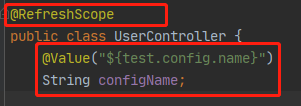 @RefreshScope
public class UserController {
@Value("${test.config.name}")
String configName;